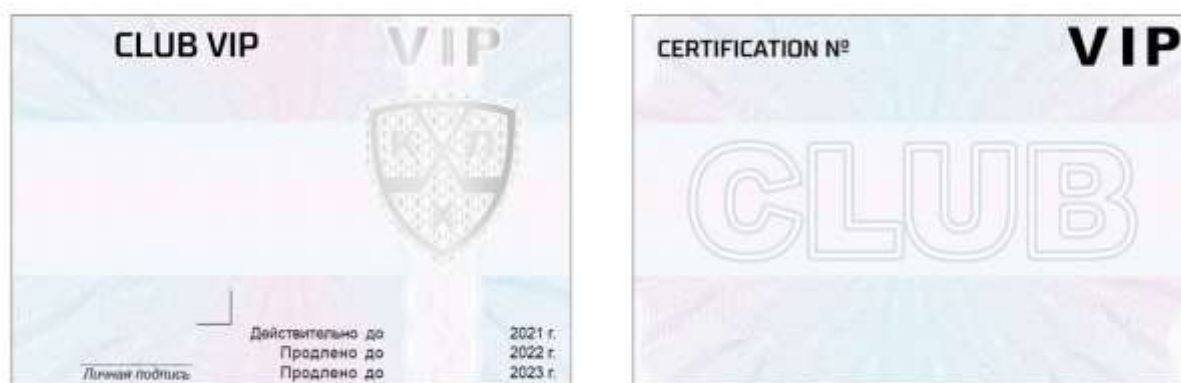 CLUB VIP
VIP
К Л
Х
Действительно до 2021 г.
Продлено до 2022 г.
Личная подпись
Продлено до 2023 г.
CERTIFICATION №
VIP
CLUB